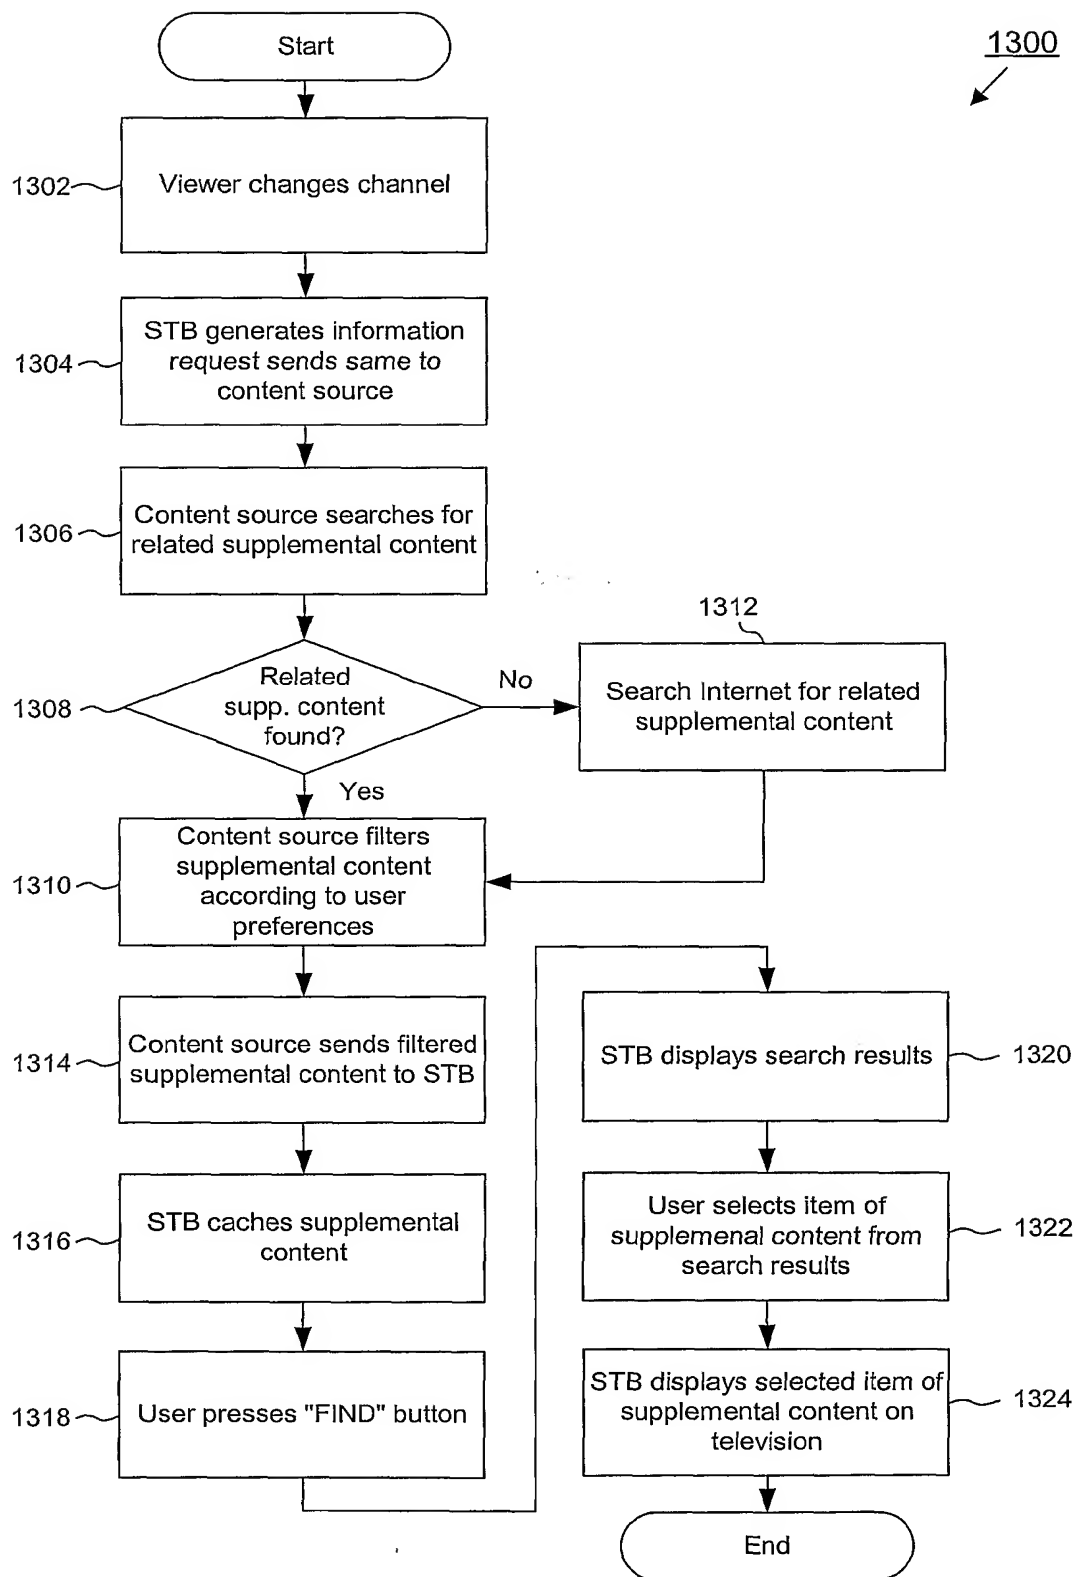 1300
Start
1302
Viewer changes channel
1304
STB generates information
request sends same to
content source
1306
Content source searches for
related supplemental content
1308
Related
supp. content
found?
No
Yes
1312
Search Internet for related
supplemental content
1310
Content source filters
supplemental content
according to user
preferences
1314
Content source sends filtered
supplemental content to STB
1316
STB caches supplemental
content
1318
User presses "FIND" button
STB displays search results
1320
User selects item of
supplemenal content from
search results
1322
STB displays selected item of
supplemental content on
television
1324
End